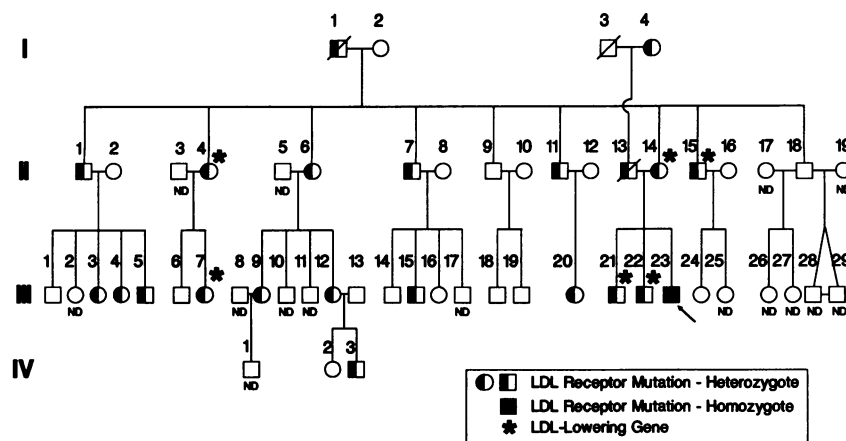 1 2 3 4
I
1 2 3 4 * 5 6 7 8 9 10 11 12 13 14 * 15 * 16 17 18 19
II
ND ND ND ND
1 2 3 4 5 6 7 * 8 9 10 11 12 13 14 15 16 17 18 19 20 21 * 22 * 23 24 25 26 27 28 29
III
ND ND ND ND ND ND ND ND ND ND
1 2 3
IV
ND
LDL Receptor Mutation - Heterozygote
LDL Receptor Mutation - Homozygote
* LDL-Lowering Gene